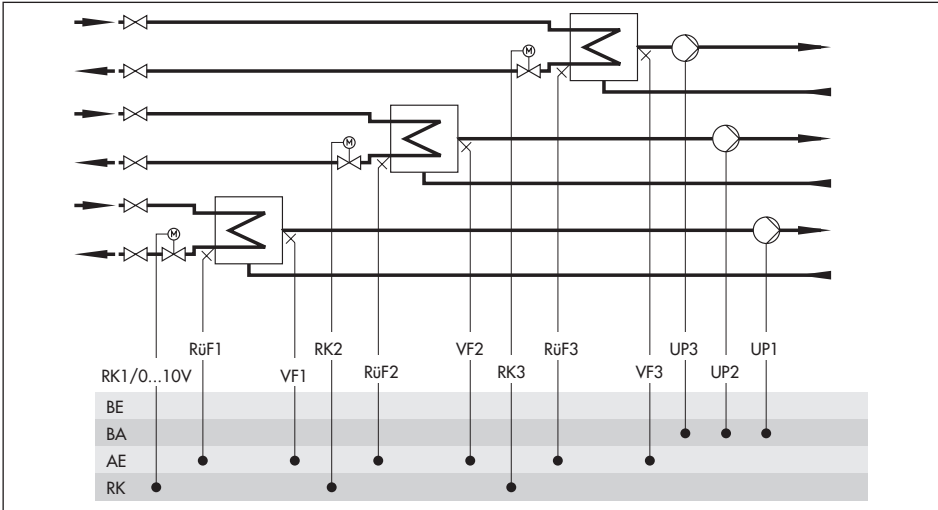 M
M
M
RüF1 RK2 VF2 RüF3 UP3 UP1
RK1/0...10V VF1 RüF2 RK3 VF3 UP2
BE
BA
AE
RK